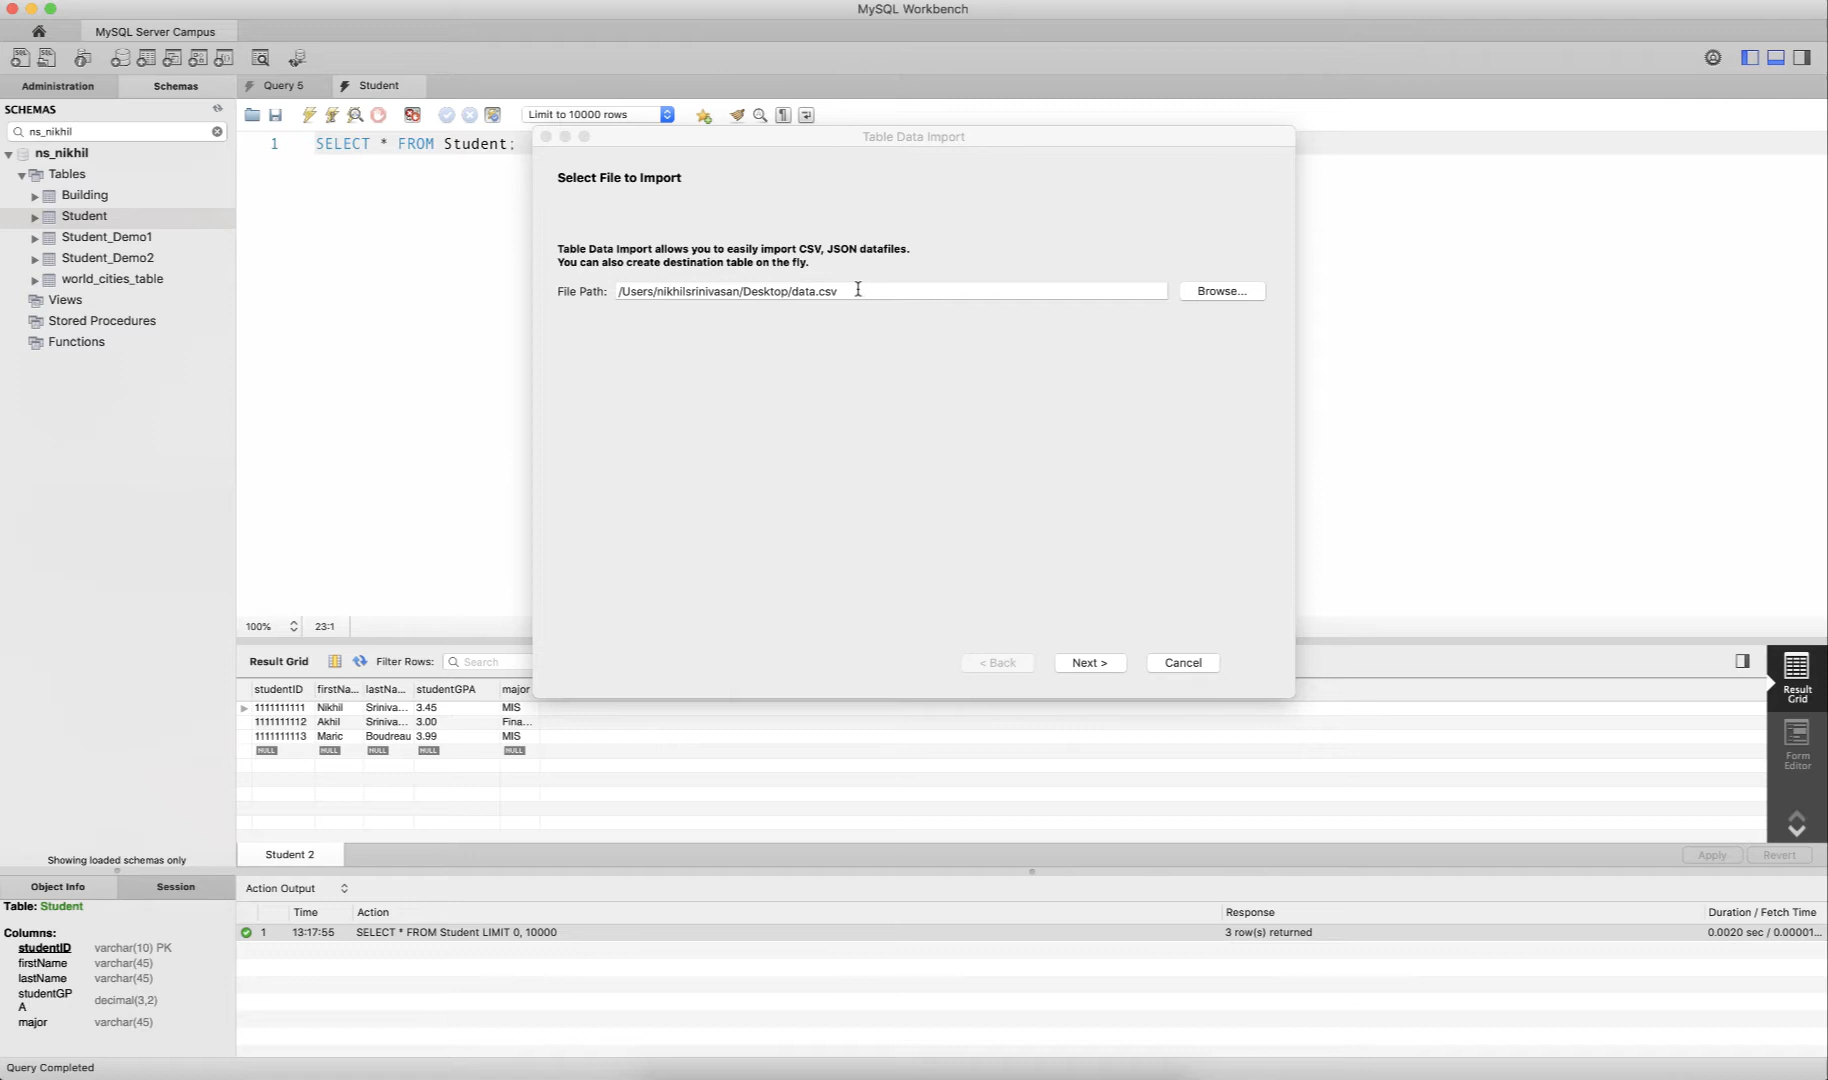 MySQL Workbench
MySQL Server Campus
Administration
Schemas
Query 5
Student
SCHEMAS
ns_nikhil
Limit to 10000 rows
1
SELECT * FROM Student;
ns_nikhil
Tables
Building
Student
Student_Demo1
Student_Demo2
world_cities_table
Views
Stored Procedures
Functions
Table Data Import
Select File to Import
Table Data Import allows you to easily import CSV, JSON datafiles.
You can also create destination table on the fly.
File Path: /Users/nikhilsrinivasan/Desktop/data.csv
Browse...
< Back
Next >
Cancel
100%
23:1
Result Grid
Filter Rows:
Search
studentID firstNa... lastNa... studentGPA major
1111111111 Nikhil Sriniva... 3.45 MIS
1111111112 Akhil Sriniva... 3.00 Fina...
1111111113 Maric Boudreau 3.99 MIS
NULL NULL NULL NULL NULL
Result
Grid
Form
Editor
Showing loaded schemas only
Student 2
Apply
Revert
Object Info
Session
Action Output
Table: Student
Columns:
studentID varchar(10) PK
firstName varchar(45)
lastName varchar(45)
studentGP
A
decimal(3,2)
major varchar(45)
Time Action Response Duration / Fetch Time
1 13:17:55 SELECT * FROM Student LIMIT 0, 10000 3 row(s) returned 0.0020 sec / 0.00001...
Query Completed